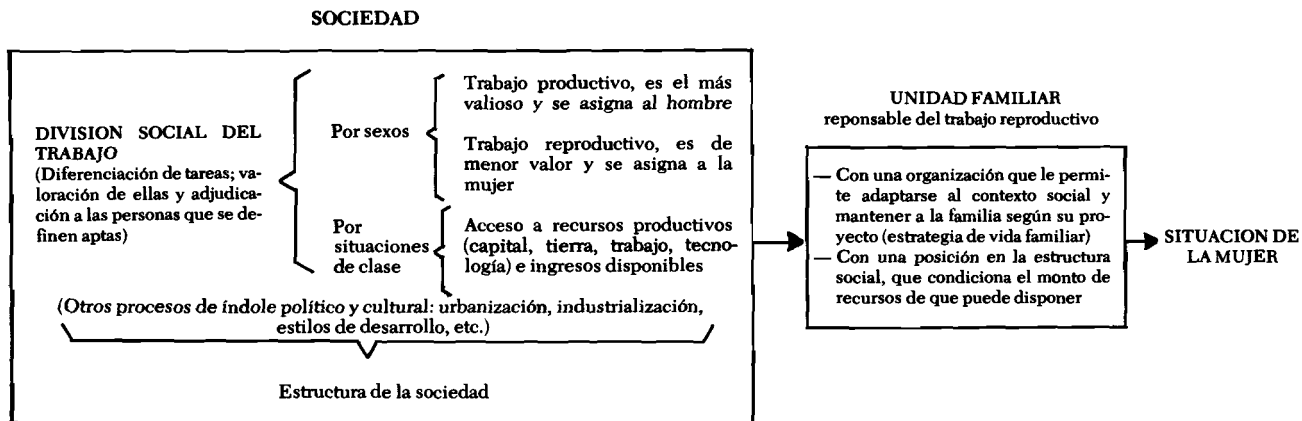 SOCIEDAD
DIVISION SOCIAL DEL
TRABAJO
(Diferenciación de tareas; va-
loración de ellas y adjudica-
ción a las personas que se de-
finen aptas)
Por sexos
Trabajo productivo, es el más
valioso y se asigna al hombre
Trabajo reproductivo, es de
menor valor y se asigna a la
mujer
Por
situaciones
de clase
Acceso a recursos productivos
(capital, tierra, trabajo, tecno-
logía) e ingresos disponibles
(Otros procesos de índole político y cultural: urbanización, industrialización,
estilos de desarrollo, etc.)
Estructura de la sociedad
UNIDAD FAMILIAR
reponsable del trabajo reproductivo
— Con una organización que le permi-
te adaptarse al contexto social y
mantener a la familia según su pro-
yecto (estrategia de vida familiar)
— Con una posición en la estructura
social, que condiciona el monto de
recursos de que puede disponer
SITUACION DE
LA MUJER